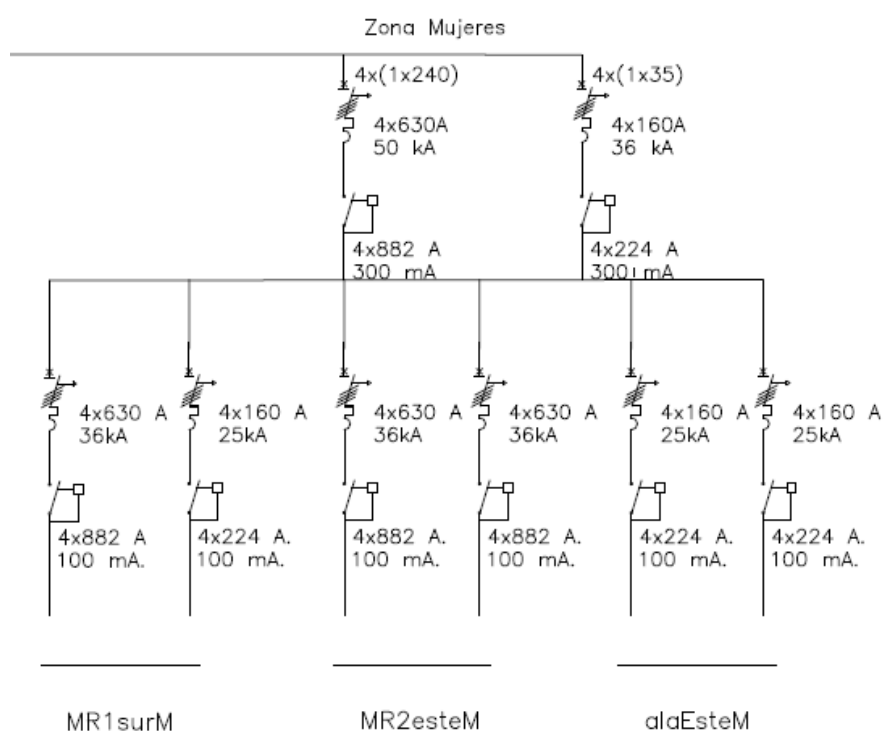 Zona Mujeres
4x(1x240)
4x630A
50 kA
4x(1x35)
4x160A
36 kA
4x882 A
300 mA
4x224 A
300 mA
4x630 A
36kA
4x160 A
25kA
4x630 A
36kA
4x630 A
36kA
4x160 A
25kA
4x160 A
25kA
4x882 A
100 mA.
4x224 A.
100 mA.
4x882 A.
100 mA.
4x882 A.
100 mA.
4x224 A.
100 mA.
4x224 A.
100 mA.
MR1surM
MR2esteM
alaEsteM